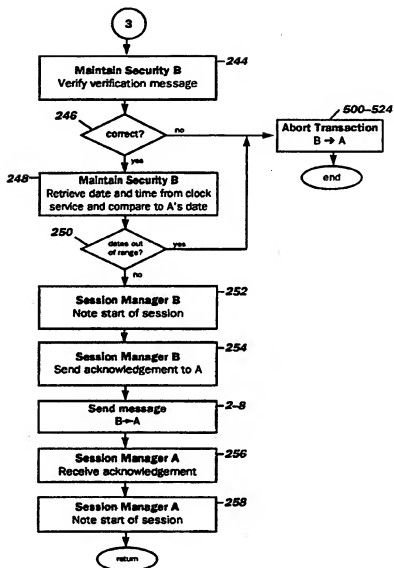 3
Maintain Security B
Verify verification message
244
246
correct?
no
yes
500–524
Abort Transaction
B → A
end
248
Maintain Security B
Retrieve date and time from clock
service and compare to A's date
250
dates out
of range?
yes
no
Session Manager B
Note start of session
252
Session Manager B
Send acknowledgement to A
254
Send message
B→A
2–8
Session Manager A
Receive acknowledgement
256
Session Manager A
Note start of session
258
return